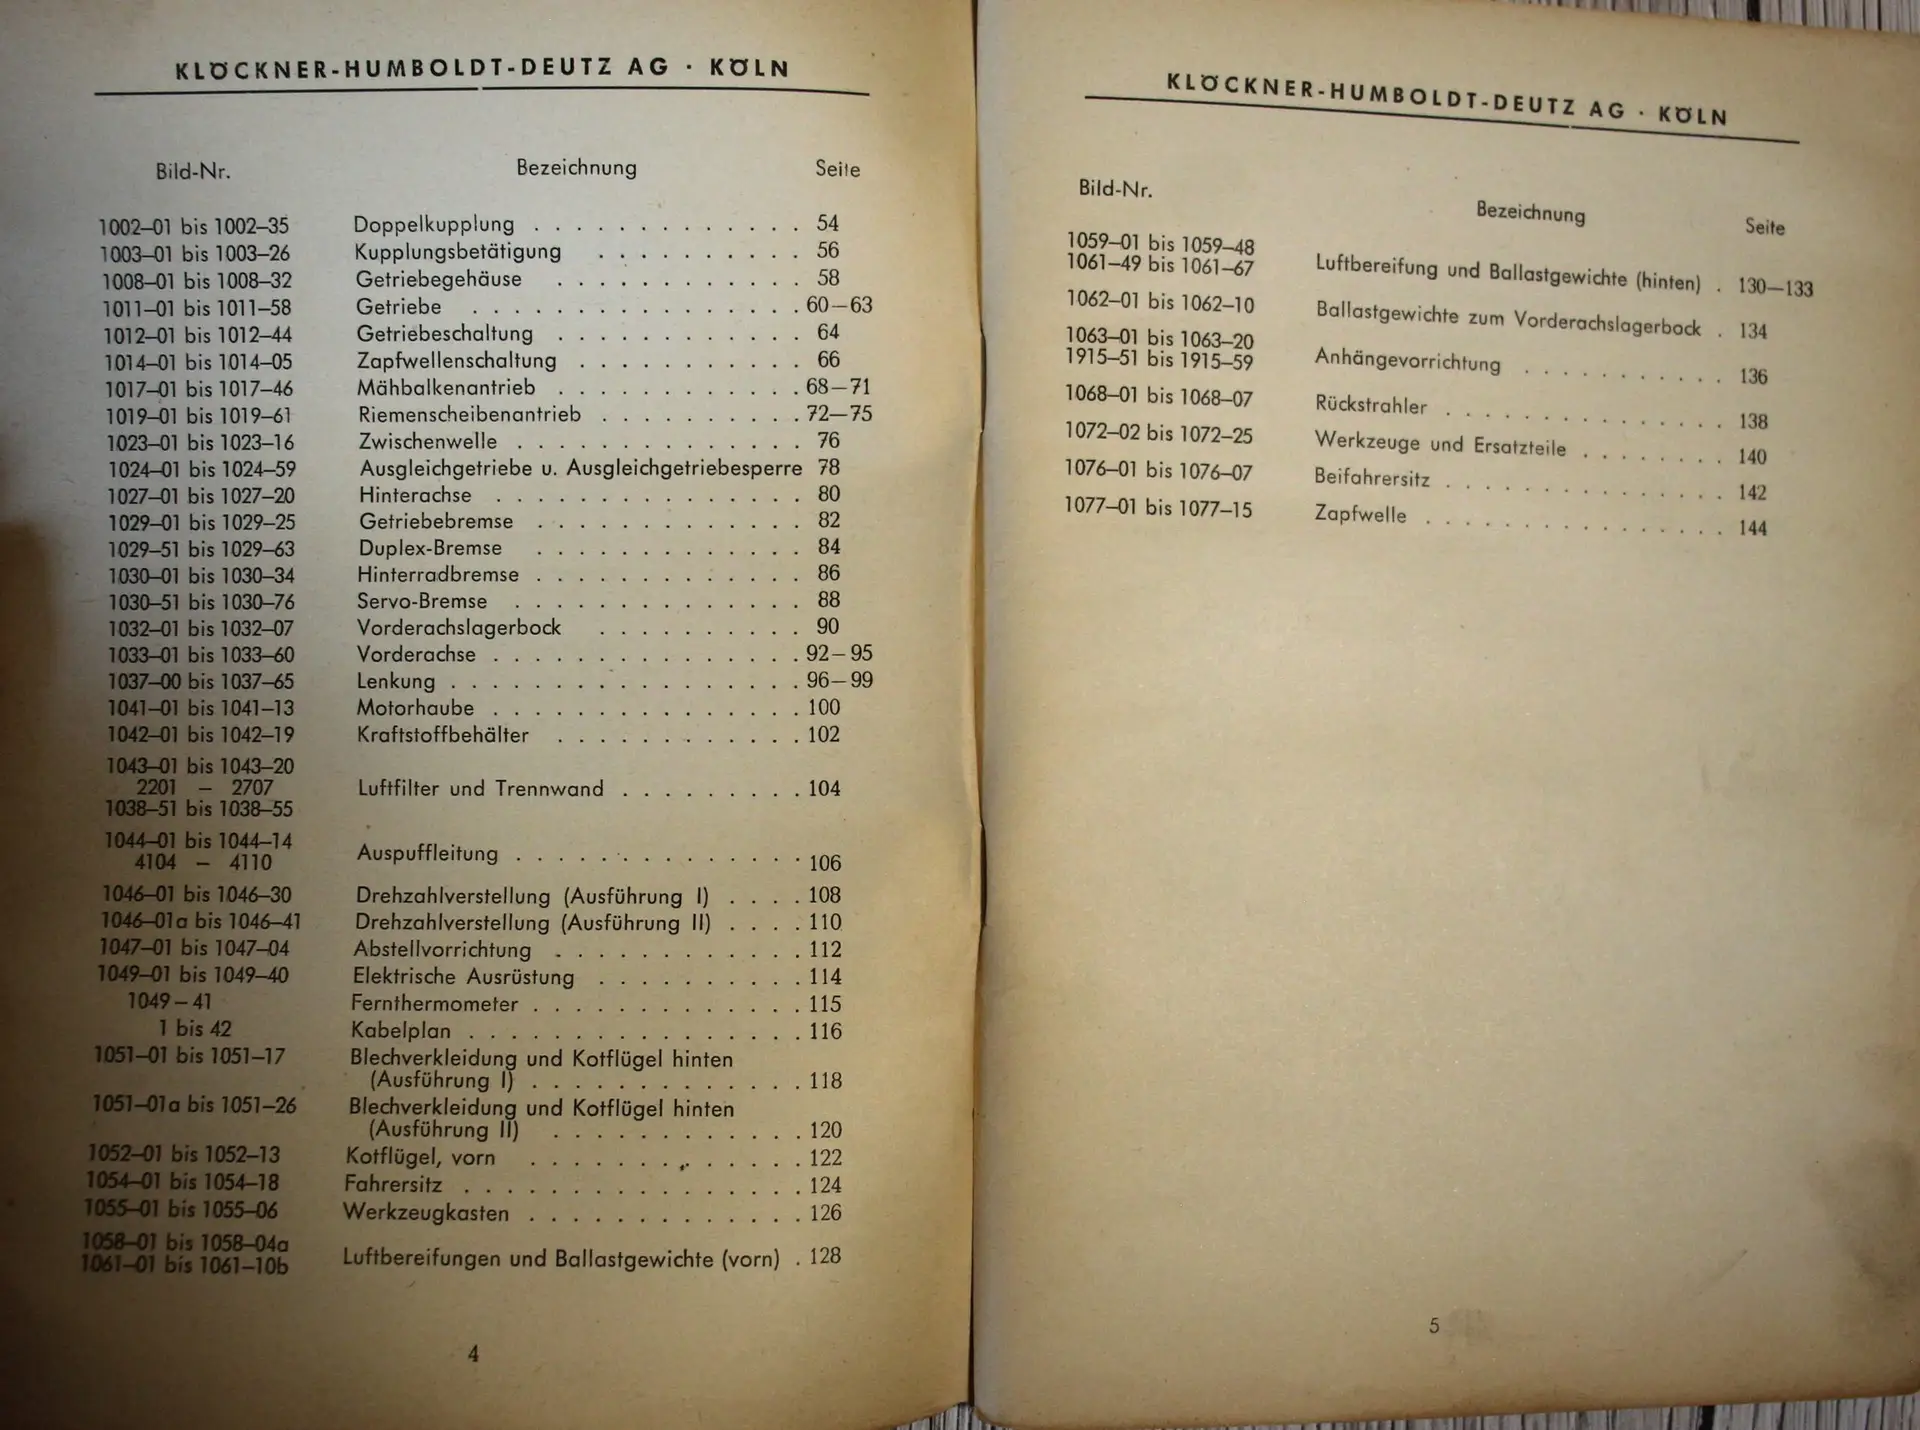 KLÖCKNER-HUMBOLDT-DEUTZ AG · KÖLN
Bild-Nr. Bezeichnung Seite
1002–01 bis 1002–35 Doppelkupplung . . . . . . . . . . . . . 54
1003–01 bis 1003–26 Kupplungsbetätigung . . . . . . . . . . 56
1008–01 bis 1008–32 Getriebegehäuse . . . . . . . . . . . . 58
1011–01 bis 1011–58 Getriebe . . . . . . . . . . . . . . . . 60–63
1012–01 bis 1012–44 Getriebeschaltung . . . . . . . . . . . . 64
1014–01 bis 1014–05 Zapfwellenschaltung . . . . . . . . . . . 66
1017–01 bis 1017–46 Mähbalkenantrieb . . . . . . . . . . . . 68–71
1019–01 bis 1019–61 Riemenscheibenantrieb . . . . . . . . . . 72–75
1023–01 bis 1023–16 Zwischenwelle . . . . . . . . . . . . . . 76
1024–01 bis 1024–59 Ausgleichgetriebe u. Ausgleichgetriebesperre 78
1027–01 bis 1027–20 Hinterachse . . . . . . . . . . . . . . . 80
1029–01 bis 1029–25 Getriebebremse . . . . . . . . . . . . . 82
1029–51 bis 1029–63 Duplex-Bremse . . . . . . . . . . . . . 84
1030–01 bis 1030–34 Hinterradbremse . . . . . . . . . . . . . 86
1030–51 bis 1030–76 Servo-Bremse . . . . . . . . . . . . . . 88
1032–01 bis 1032–07 Vorderachslagerbock . . . . . . . . . . 90
1033–01 bis 1033–60 Vorderachse . . . . . . . . . . . . . . . 92–95
1037–00 bis 1037–65 Lenkung . . . . . . . . . . . . . . . . . 96–99
1041–01 bis 1041–13 Motorhaube . . . . . . . . . . . . . . . 100
1042–01 bis 1042–19 Kraftstoffbehälter . . . . . . . . . . . . 102
1043–01 bis 1043–20
2201 – 2707 Luftfilter und Trennwand . . . . . . . . . 104
1038–51 bis 1038–55
1044–01 bis 1044–14 Auspuffleitung . . . . . . . . . . . . . . 106
4104 – 4110
1046–01 bis 1046–30 Drehzahlverstellung (Ausführung I) . . . . 108
1046–01a bis 1046–41 Drehzahlverstellung (Ausführung II) . . . . 110
1047–01 bis 1047–04 Abstellvorrichtung . . . . . . . . . . . . 112
1049–01 bis 1049–40 Elektrische Ausrüstung . . . . . . . . . . 114
1049–41 Fernthermometer . . . . . . . . . . . . . 115
1 bis 42 Kabelplan . . . . . . . . . . . . . . . . 116
1051–01 bis 1051–17 Blechverkleidung und Kotflügel hinten
(Ausführung I) . . . . . . . . . . . . . 118
1051–01a bis 1051–26 Blechverkleidung und Kotflügel hinten
(Ausführung II) . . . . . . . . . . . . 120
1052–01 bis 1052–13 Kotflügel, vorn . . . . . . . . . . . . . 122
1054–01 bis 1054–18 Fahrersitz . . . . . . . . . . . . . . . . 124
1055–01 bis 1055–06 Werkzeugkasten . . . . . . . . . . . . . 126
1058–01 bis 1058–04a
1061–01 bis 1061–10b Luftbereifungen und Ballastgewichte (vorn) . 128
4
KLÖCKNER-HUMBOLDT-DEUTZ AG · KÖLN
Bild-Nr. Bezeichnung Seite
1059–01 bis 1059–48
1061–49 bis 1061–67 Luftbereifung und Ballastgewichte (hinten) . 130–133
1062–01 bis 1062–10 Ballastgewichte zum Vorderachslagerbock . 134
1063–01 bis 1063–20
1915–51 bis 1915–59 Anhängevorrichtung . . . . . . . . . . 136
1068–01 bis 1068–07 Rückstrahler . . . . . . . . . . . . . . 138
1072–02 bis 1072–25 Werkzeuge und Ersatzteile . . . . . . . . 140
1076–01 bis 1076–07 Beifahrersitz . . . . . . . . . . . . . . 142
1077–01 bis 1077–15 Zapfwelle . . . . . . . . . . . . . . . 144
5